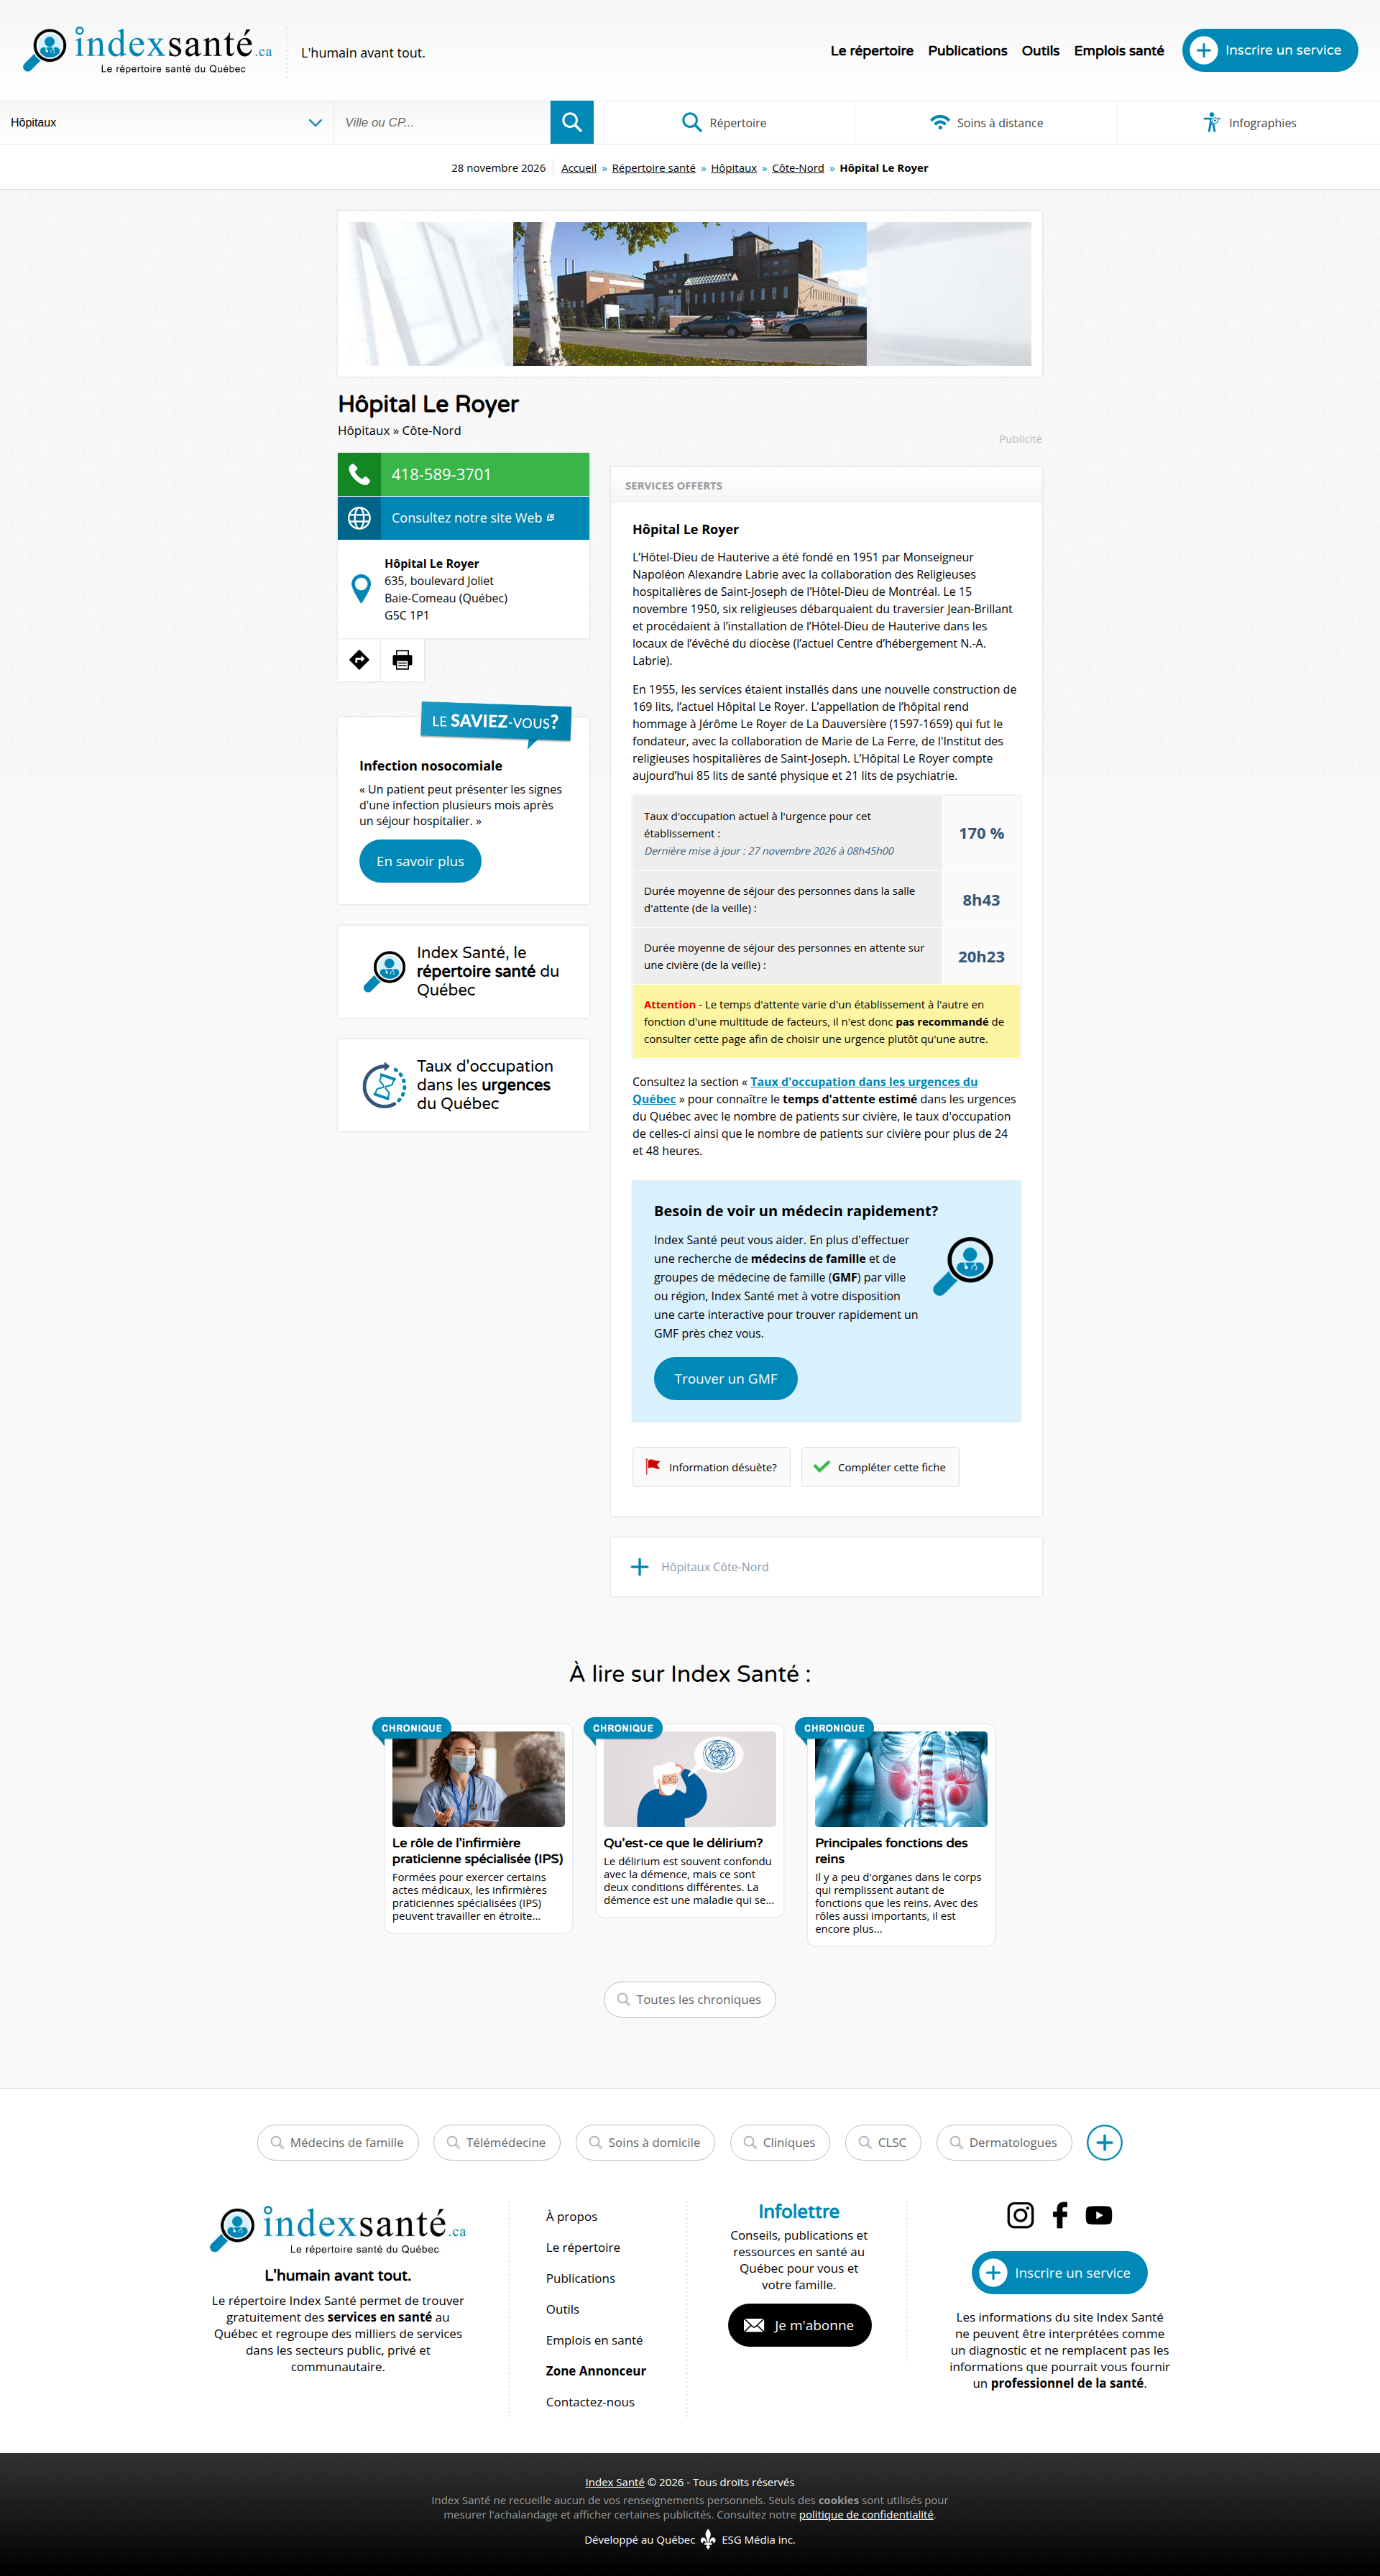 indexsanté.ca
Le répertoire santé du Québec
L'humain avant tout.
Le répertoire
Publications
Outils
Emplois santé
Inscrire un service
Hôpitaux
Ville ou CP...
Répertoire
Soins à distance
Infographies
28 novembre 2026
Accueil » Répertoire santé » Hôpitaux » Côte-Nord » Hôpital Le Royer
Hôpital Le Royer
Hôpitaux » Côte-Nord
Publicité
418-589-3701
Consultez notre site Web
Hôpital Le Royer
635, boulevard Joliet
Baie-Comeau (Québec)
G5C 1P1
LE SAVIEZ-VOUS?
Infection nosocomiale
« Un patient peut présenter les signes
d'une infection plusieurs mois après
un séjour hospitalier. »
En savoir plus
Index Santé, le
répertoire santé du
Québec
Taux d'occupation
dans les urgences
du Québec
SERVICES OFFERTS
Hôpital Le Royer
L'Hôtel-Dieu de Hauterive a été fondé en 1951 par Monseigneur
Napoléon Alexandre Labrie avec la collaboration des Religieuses
hospitalières de Saint-Joseph de l'Hôtel-Dieu de Montréal. Le 15
novembre 1950, six religieuses débarquaient du traversier Jean-Brillant
et procédaient à l'installation de l'Hôtel-Dieu de Hauterive dans les
locaux de l'évêché du diocèse (l'actuel Centre d'hébergement N.-A.
Labrie).
En 1955, les services étaient installés dans une nouvelle construction de
169 lits, l'actuel Hôpital Le Royer. L'appellation de l'hôpital rend
hommage à Jérôme Le Royer de La Dauversière (1597-1659) qui fut le
fondateur, avec la collaboration de Marie de La Ferre, de l'Institut des
religieuses hospitalières de Saint-Joseph. L'Hôpital Le Royer compte
aujourd'hui 85 lits de santé physique et 21 lits de psychiatrie.
Taux d'occupation actuel à l'urgence pour cet
établissement :
Dernière mise à jour : 27 novembre 2026 à 08h45h00
170 %
Durée moyenne de séjour des personnes dans la salle
d'attente (de la veille) :
8h43
Durée moyenne de séjour des personnes en attente sur
une civière (de la veille) :
20h23
Attention - Le temps d'attente varie d'un établissement à l'autre en
fonction d'une multitude de facteurs, il n'est donc pas recommandé de
consulter cette page afin de choisir une urgence plutôt qu'une autre.
Consultez la section « Taux d'occupation dans les urgences du
Québec » pour connaître le temps d'attente estimé dans les urgences
du Québec avec le nombre de patients sur civière, le taux d'occupation
de celles-ci ainsi que le nombre de patients sur civière pour plus de 24
et 48 heures.
Besoin de voir un médecin rapidement?
Index Santé peut vous aider. En plus d'effectuer
une recherche de médecins de famille et de
groupes de médecine de famille (GMF) par ville
ou région, Index Santé met à votre disposition
une carte interactive pour trouver rapidement un
GMF près chez vous.
Trouver un GMF
Information désuète?
Compléter cette fiche
Hôpitaux Côte-Nord
À lire sur Index Santé :
CHRONIQUE
Le rôle de l'infirmière
praticienne spécialisée (IPS)
Formées pour exercer certains
actes médicaux, les infirmières
praticiennes spécialisées (IPS)
peuvent travailler en étroite...
CHRONIQUE
Qu'est-ce que le délirium?
Le délirium est souvent confondu
avec la démence, mais ce sont
deux conditions différentes. La
démence est une maladie qui se...
CHRONIQUE
Principales fonctions des
reins
Il y a peu d'organes dans le corps
qui remplissent autant de
fonctions que les reins. Avec des
rôles aussi importants, il est
encore plus...
Toutes les chroniques
Médecins de famille
Télémédecine
Soins à domicile
Cliniques
CLSC
Dermatologues
indexsanté.ca
Le répertoire santé du Québec
L'humain avant tout.
Le répertoire Index Santé permet de trouver
gratuitement des services en santé au
Québec et regroupe des milliers de services
dans les secteurs public, privé et
communautaire.
À propos
Le répertoire
Publications
Outils
Emplois en santé
Zone Annonceur
Contactez-nous
Infolettre
Conseils, publications et
ressources en santé au
Québec pour vous et
votre famille.
Je m'abonne
Inscrire un service
Les informations du site Index Santé
ne peuvent être interprétées comme
un diagnostic et ne remplacent pas les
informations que pourrait vous fournir
un professionnel de la santé.
Index Santé © 2026 - Tous droits réservés
Index Santé ne recueille aucun de vos renseignements personnels. Seuls des cookies sont utilisés pour
mesurer l'achalandage et afficher certaines publicités. Consultez notre politique de confidentialité.
Développé au Québec ESG Média inc.